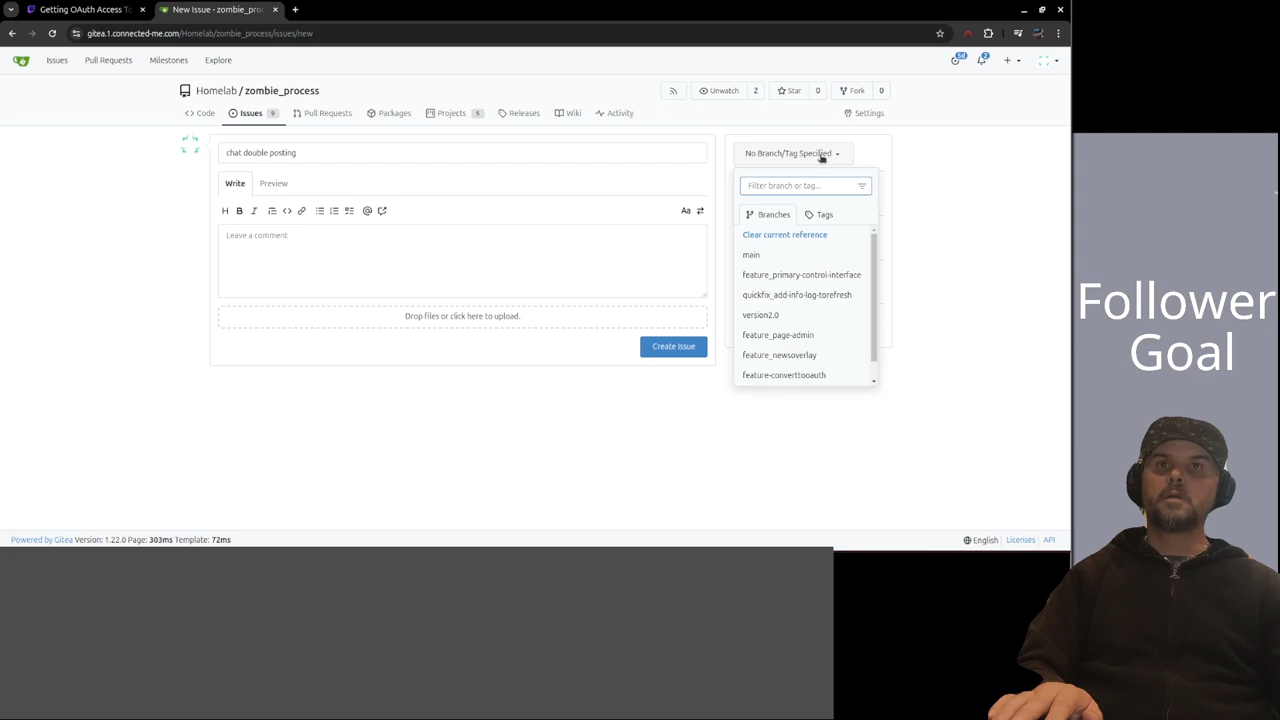 Getting OAuth Access To
New Issue - zombie_proc
gitea.1.connected-me.com/Homelab/zombie_process/issues/new
Issues
Pull Requests
Milestones
Explore
5d
2
Homelab / zombie_process
Unwatch 2
Star 0
Fork 0
Code
Issues 9
Pull Requests
Packages
Projects 5
Releases
Wiki
Activity
Settings
chat double posting
No Branch/Tag Specified
Write
Preview
Filter branch or tag...
Aa
Branches
Tags
Leave a comment
Clear current reference
main
feature_primary-control-interface
quickfix_add-info-log-torefresh
version2.0
feature_page-admin
feature_newsoverlay
feature-converttooauth
Drop files or click here to upload.
Create Issue
Powered by Gitea Version: 1.22.0 Page: 303ms Template: 72ms
English
Licenses
API
Follower
Goal